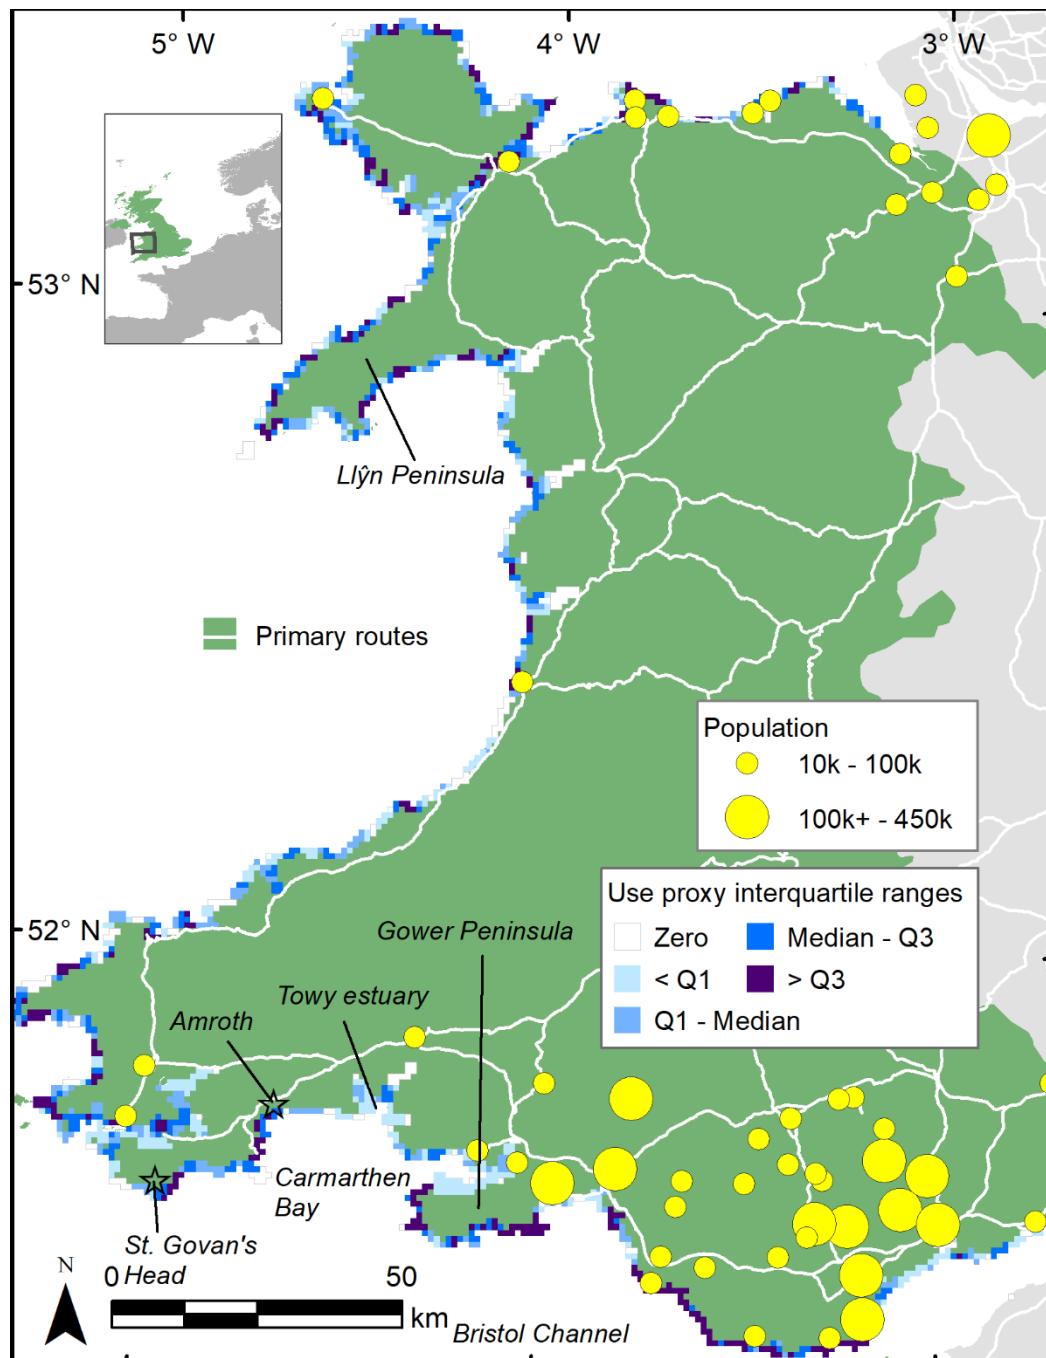 5° W
4° W
3° W
53° N
Llŷn Peninsula
Primary routes
Population
10k - 100k
100k+ - 450k
Use proxy interquartile ranges
Zero
Median - Q3
< Q1
> Q3
Q1 - Median
52° N
Gower Peninsula
Towy estuary
Amroth
Carmarthen
Bay
St. Govan's
Head
N
0
50
km
Bristol Channel